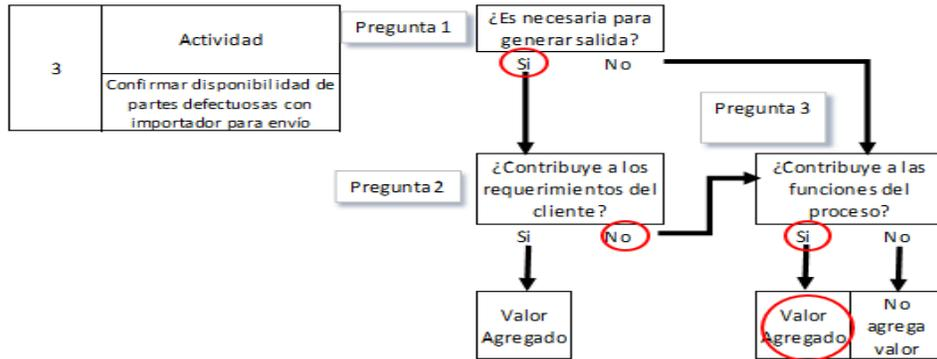 3
Actividad
Confirmar disponibilidad de
partes defectuosas con
importador para envío
Pregunta 1
¿Es necesaria para
generar salida?
Si No
Pregunta 3
Pregunta 2
¿Contribuye a los
requerimientos del
cliente?
Si No
¿Contribuye a las
funciones del
proceso?
Si No
Valor
Agregado
Valor
Agregado
No
agrega
valor